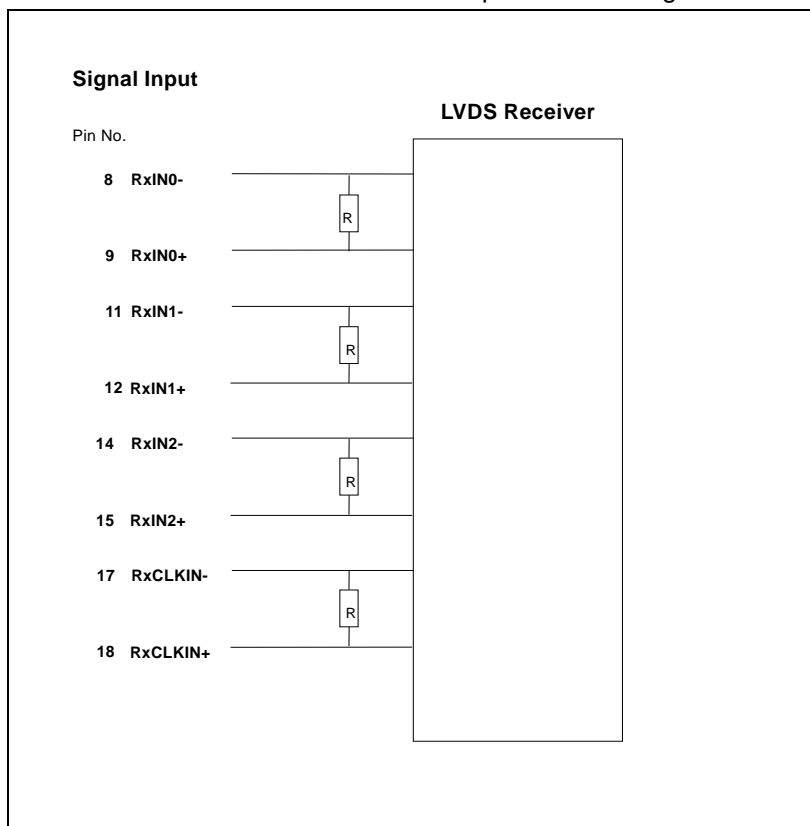 Signal Input
LVDS Receiver
Pin No.
8 RxIN0-
R
9 RxIN0+
11 RxIN1-
R
12 RxIN1+
14 RxIN2-
R
15 RxIN2+
17 RxCLKIN-
R
18 RxCLKIN+